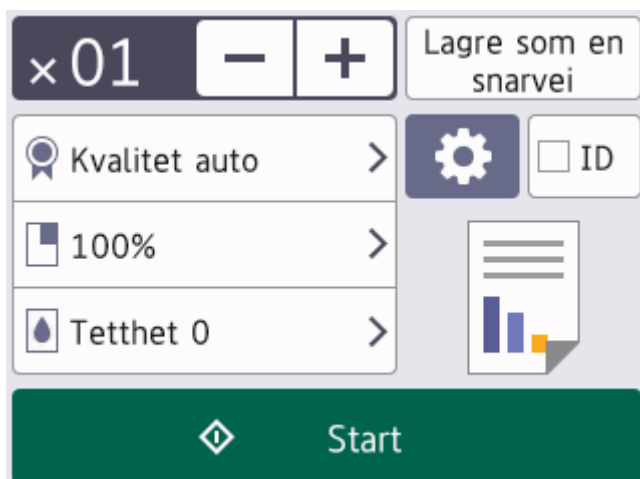 ×01 − +
Lagre som en
snarvei
Kvalitet auto
ID
100%
Tetthet 0
Start